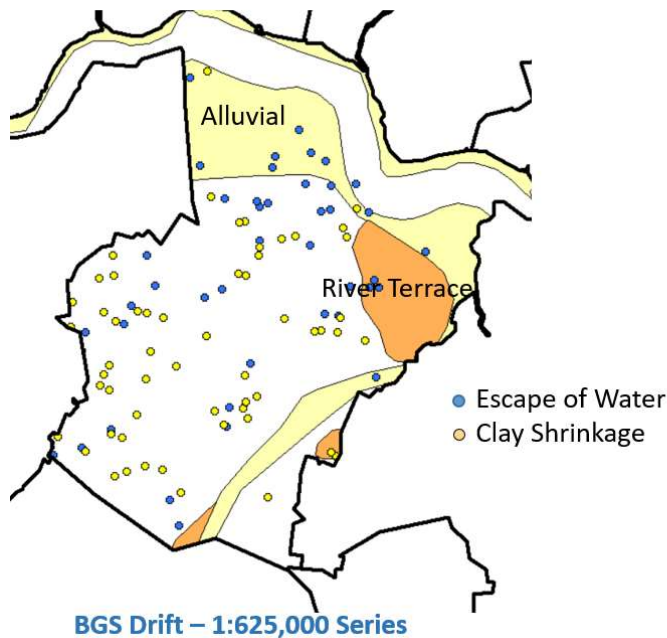 Alluvial
River Terrace
Escape of Water
Clay Shrinkage
BGS Drift – 1:625,000 Series